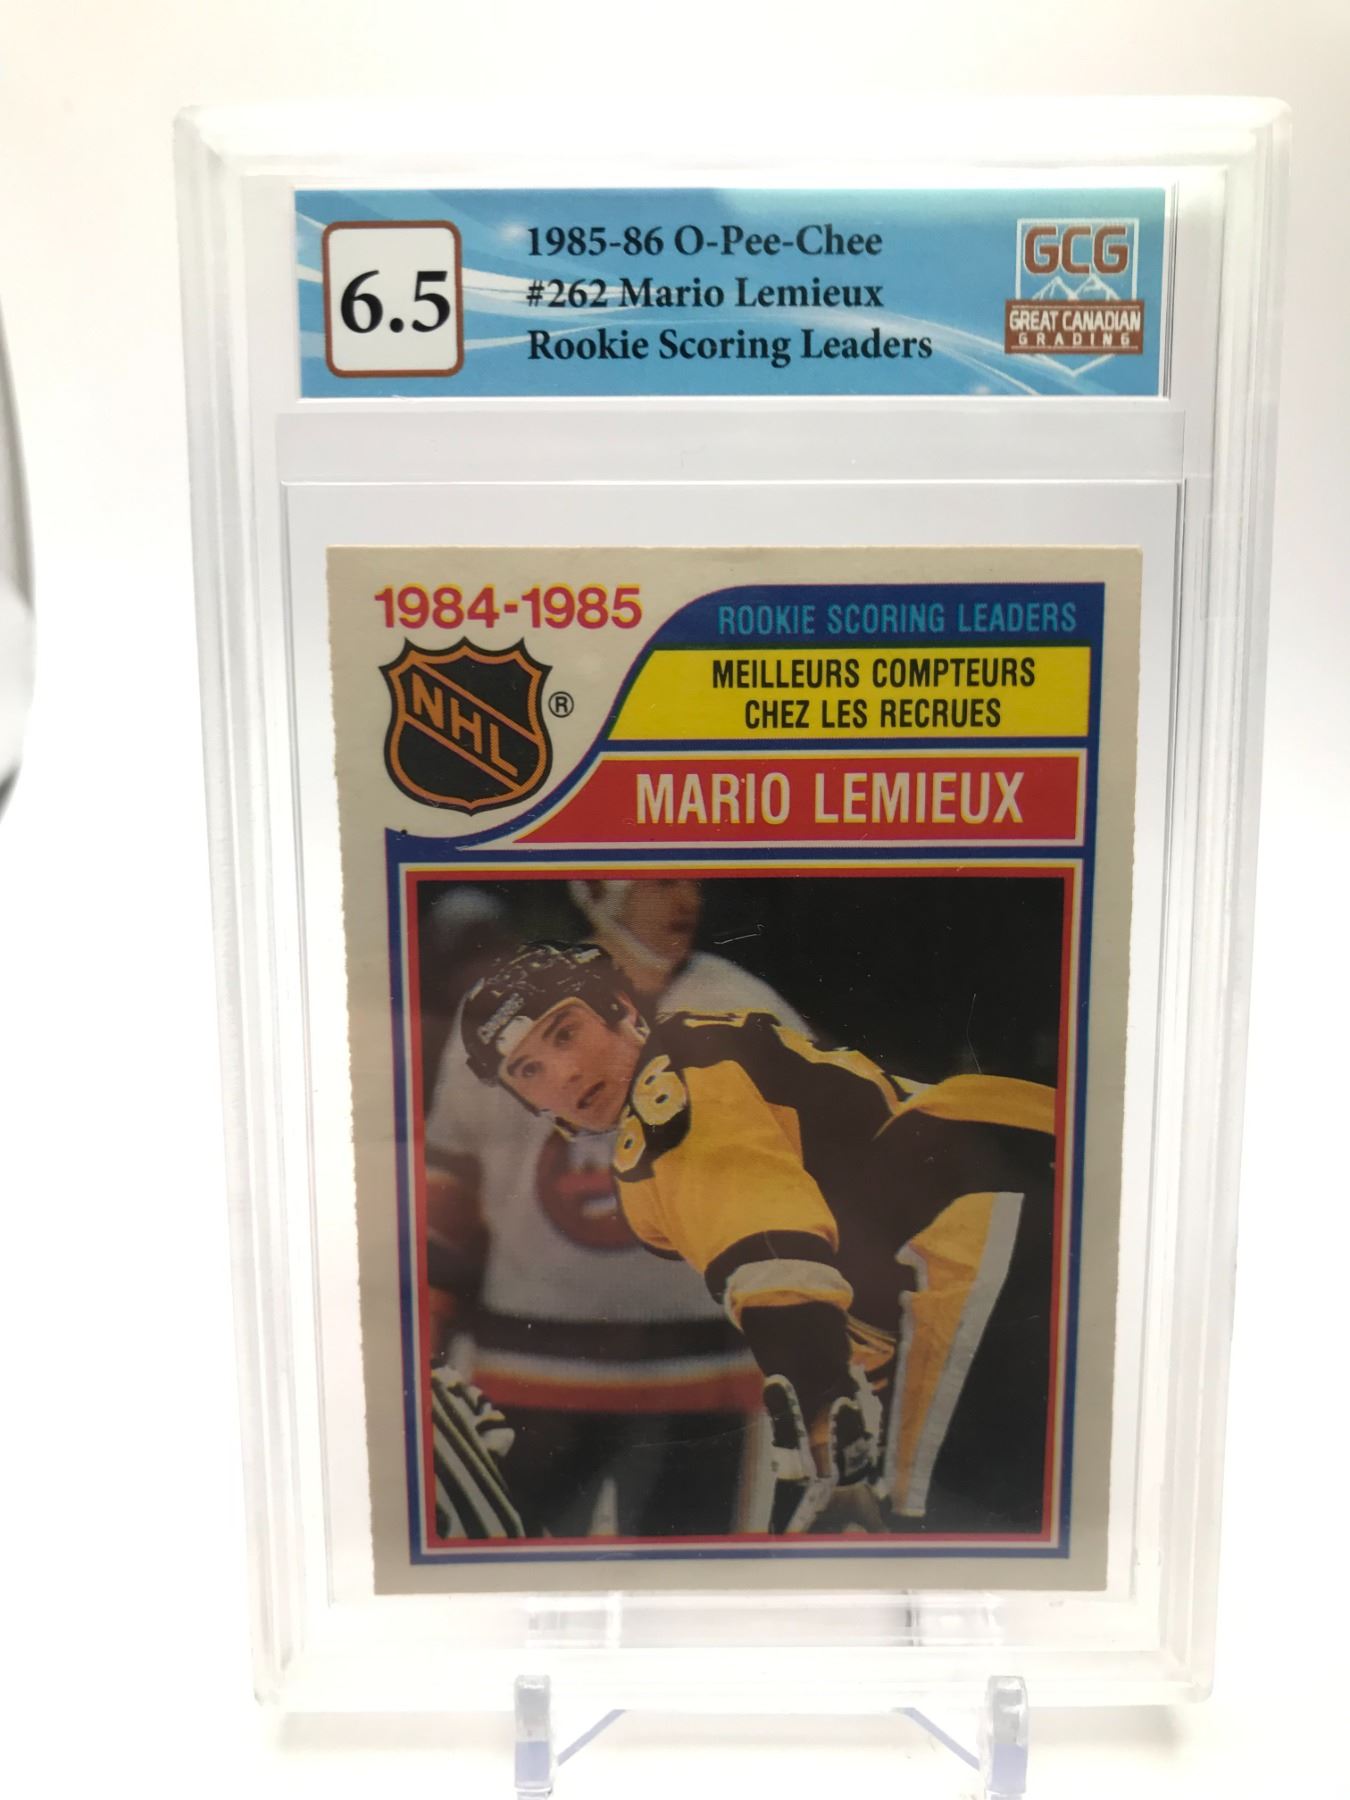 6.5
1985-86 O-Pee-Chee
#262 Mario Lemieux
Rookie Scoring Leaders
GCG
GREAT CANADIAN
GRADING
1984-1985
NHL
®
ROOKIE SCORING LEADERS
MEILLEURS COMPTEURS
CHEZ LES RECRUES
MARIO LEMIEUX
66